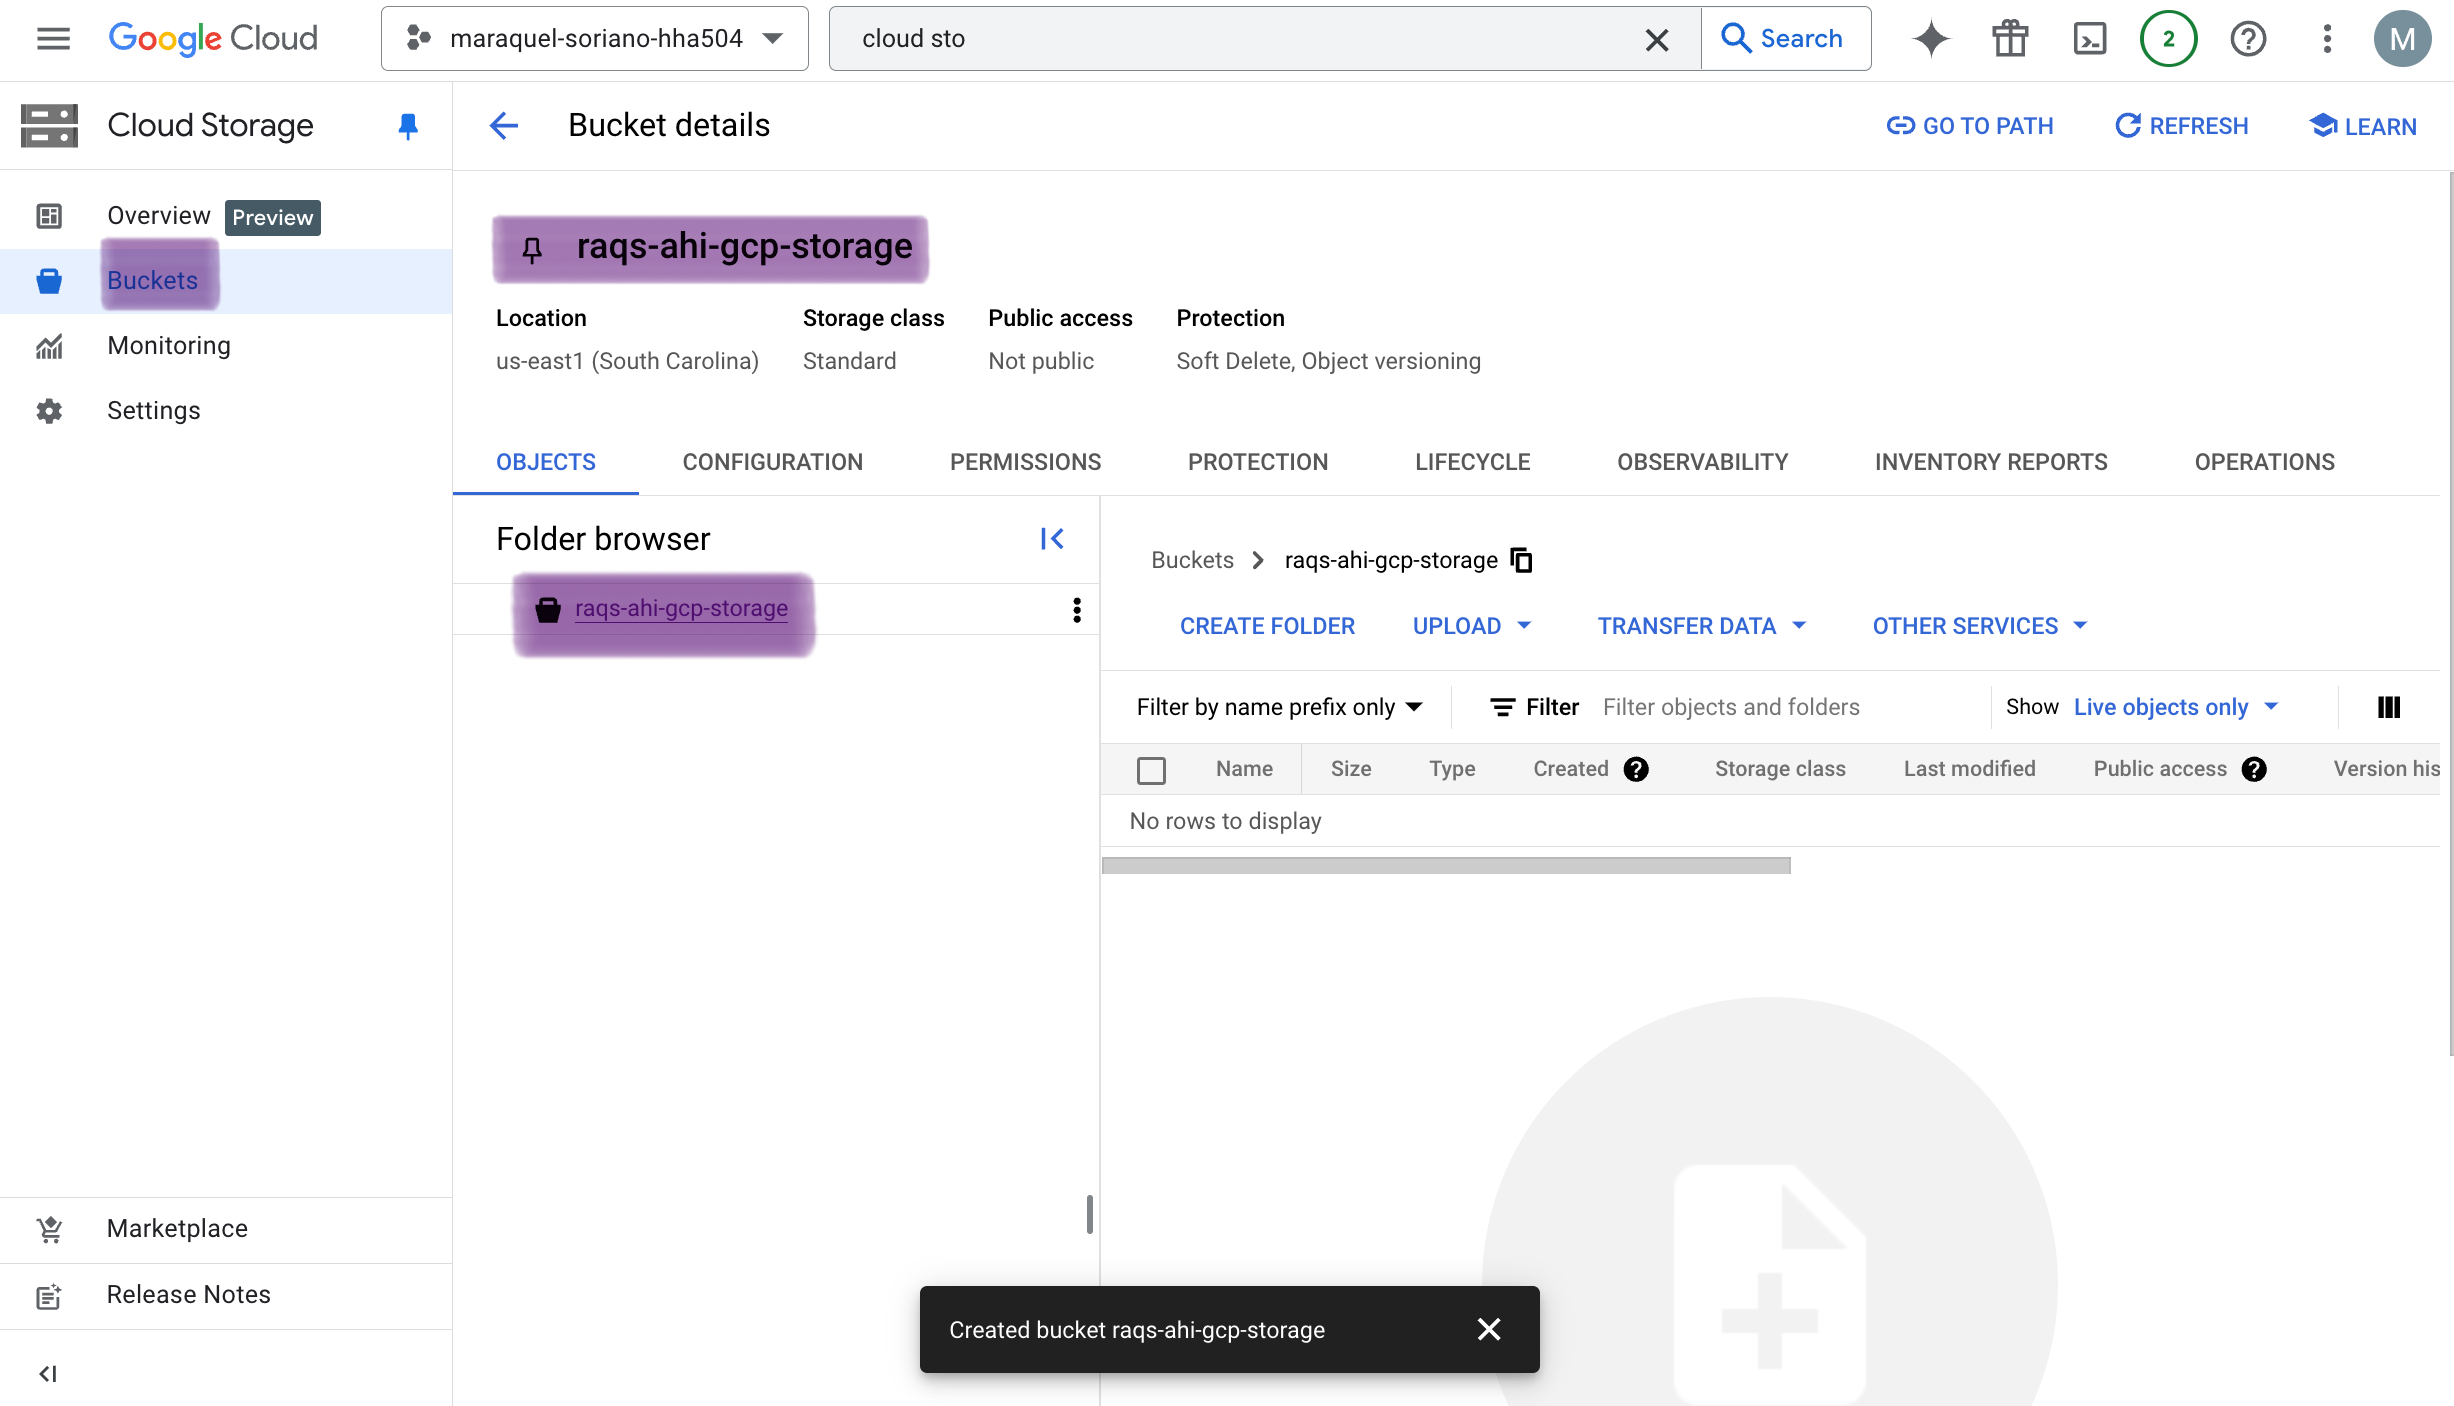 Google Cloud
maraquel-soriano-hha504
cloud sto
Search
2
M
Cloud Storage
Bucket details
GO TO PATH
REFRESH
LEARN
Overview
Preview
Buckets
Monitoring
Settings
raqs-ahi-gcp-storage
Location
Storage class
Public access
Protection
us-east1 (South Carolina)
Standard
Not public
Soft Delete, Object versioning
OBJECTS
CONFIGURATION
PERMISSIONS
PROTECTION
LIFECYCLE
OBSERVABILITY
INVENTORY REPORTS
OPERATIONS
Folder browser
raqs-ahi-gcp-storage
Buckets
raqs-ahi-gcp-storage
CREATE FOLDER
UPLOAD
TRANSFER DATA
OTHER SERVICES
Filter by name prefix only
Filter
Filter objects and folders
Show
Live objects only
Name
Size
Type
Created
Storage class
Last modified
Public access
Version his
No rows to display
Marketplace
Release Notes
Created bucket raqs-ahi-gcp-storage